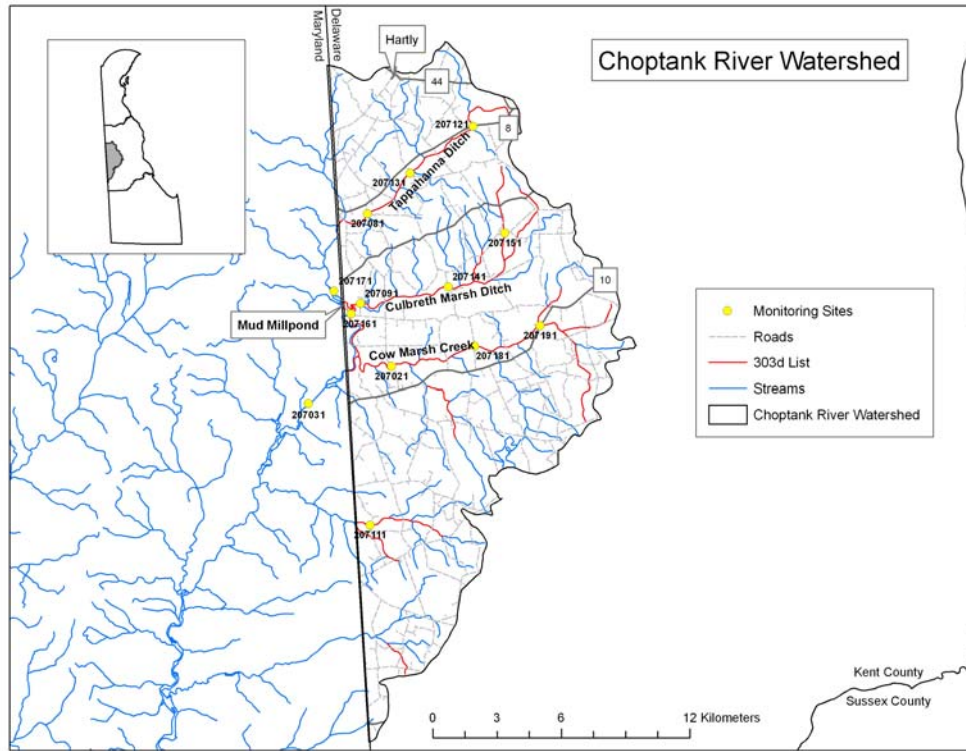 Maryland
Delaware
Hartly
44
Choptank River Watershed
8
207121
Tappahanna Ditch
207131
207081
207151
207171
207091
207141
Culbreth Marsh Ditch
10
Mud Millpond
207161
207191
Cow Marsh Creek
207181
207021
207031
207111
Monitoring Sites
Roads
303d List
Streams
Choptank River Watershed
Kent County
Sussex County
0 3 6 12 Kilometers